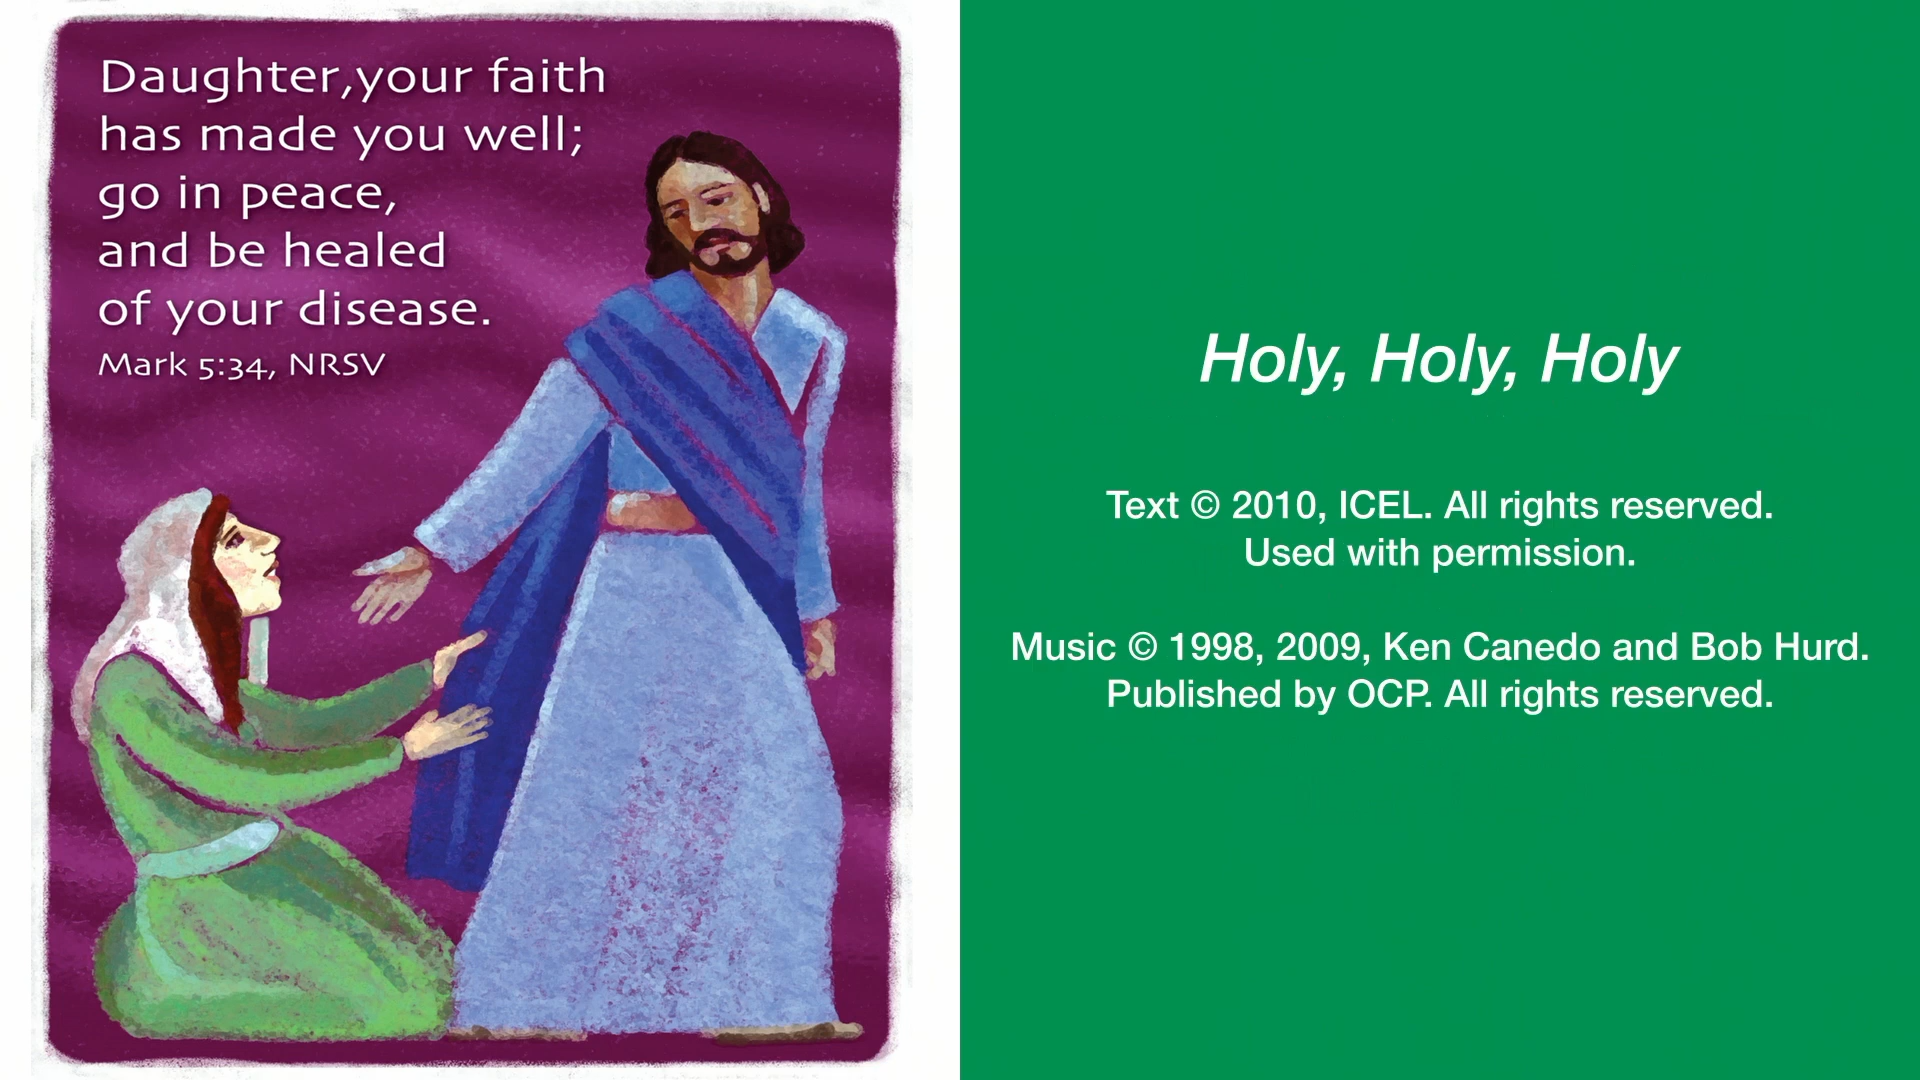 Daughter,your faith
has made you well;
go in peace,
and be healed
of your disease.
Mark 5:34, NRSV
Holy, Holy, Holy
Text © 2010, ICEL. All rights reserved.
Used with permission.
Music © 1998, 2009, Ken Canedo and Bob Hurd.
Published by OCP. All rights reserved.